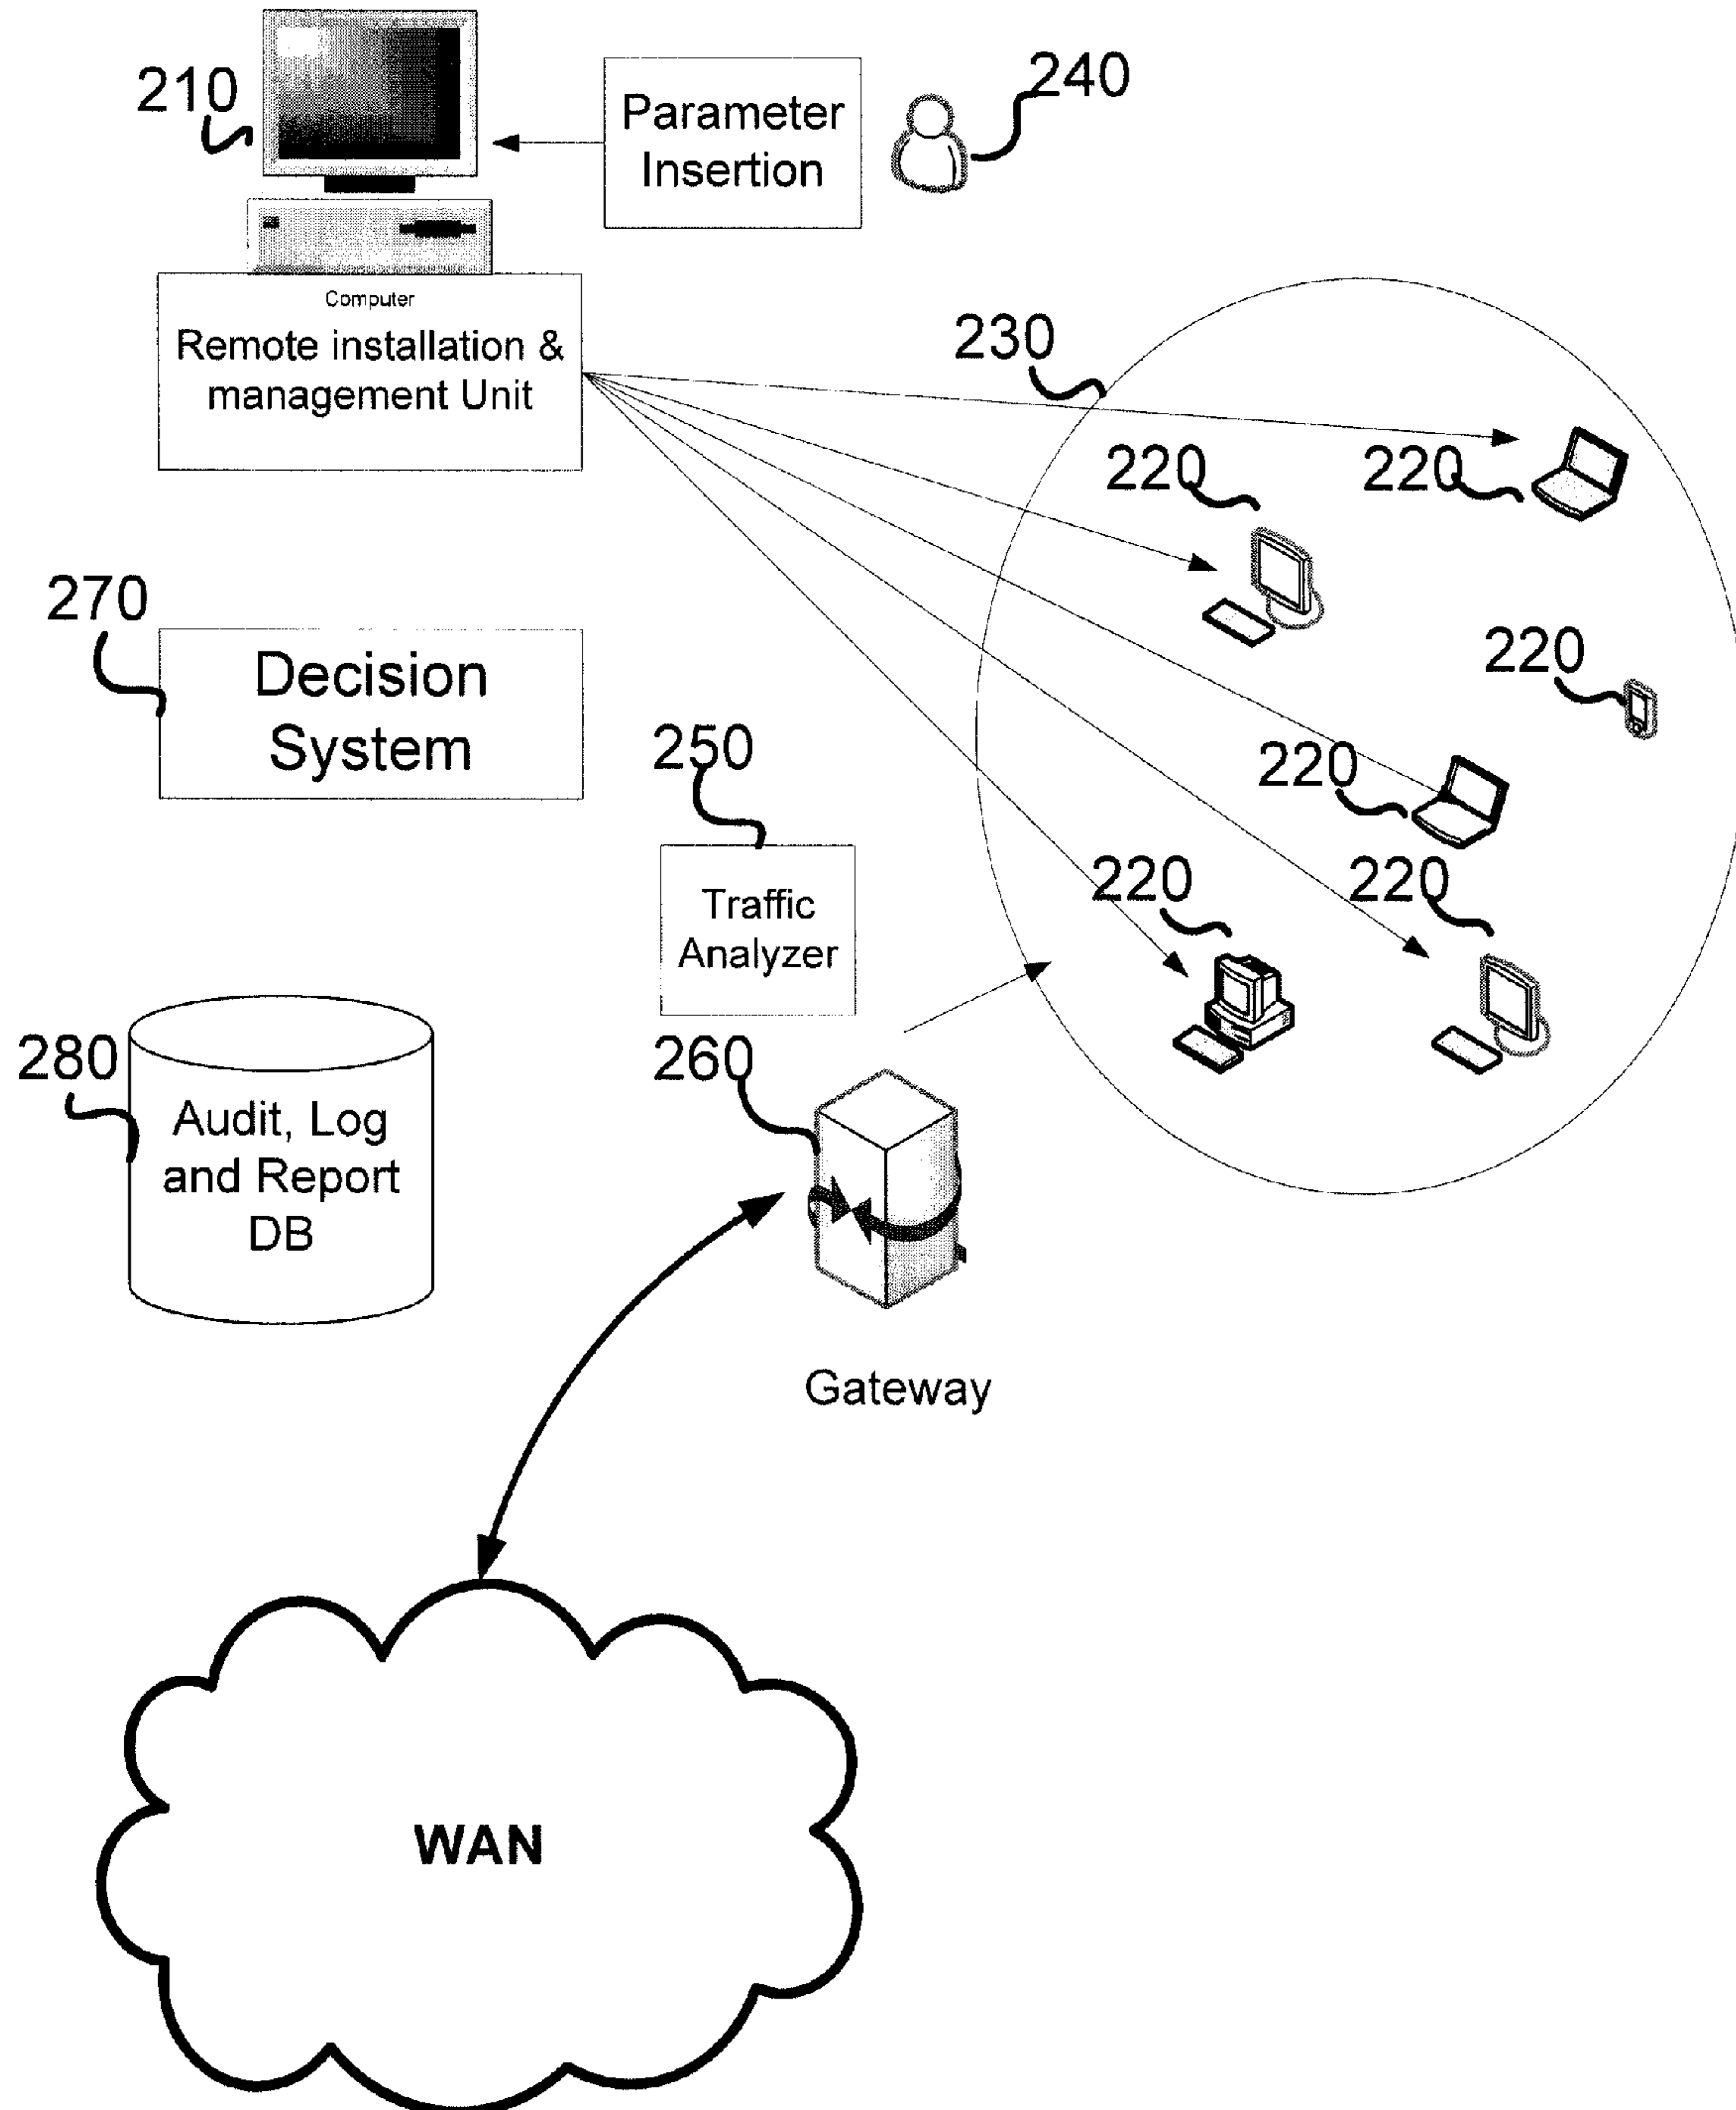 210
Parameter
Insertion
240
Computer
Remote installation &
management Unit
230
220
220
270
Decision
System
220
250
220
Traffic
Analyzer
220
220
280
Audit, Log
and Report
DB
260
Gateway
WAN